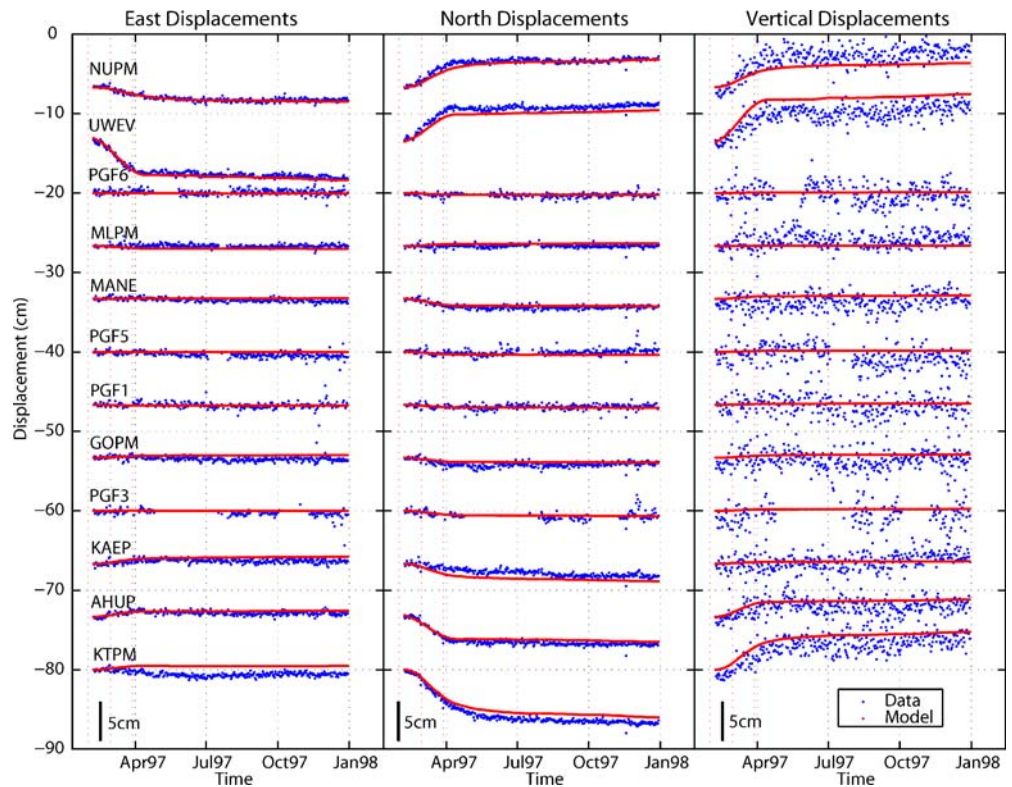 East Displacements
North Displacements
Vertical Displacements
Displacement (cm)
0
−10
−20
−30
−40
−50
−60
−70
−80
−90
NUPM
UWEV
PGF6
MLPM
MANE
PGF5
PGF1
GOPM
PGF3
KAEP
AHUP
KTPM
5cm
5cm
5cm
Data
Model
Apr97 Jul97 Oct97 Jan98
Apr97 Jul97 Oct97 Jan98
Apr97 Jul97 Oct97 Jan98
Time
Time
Time